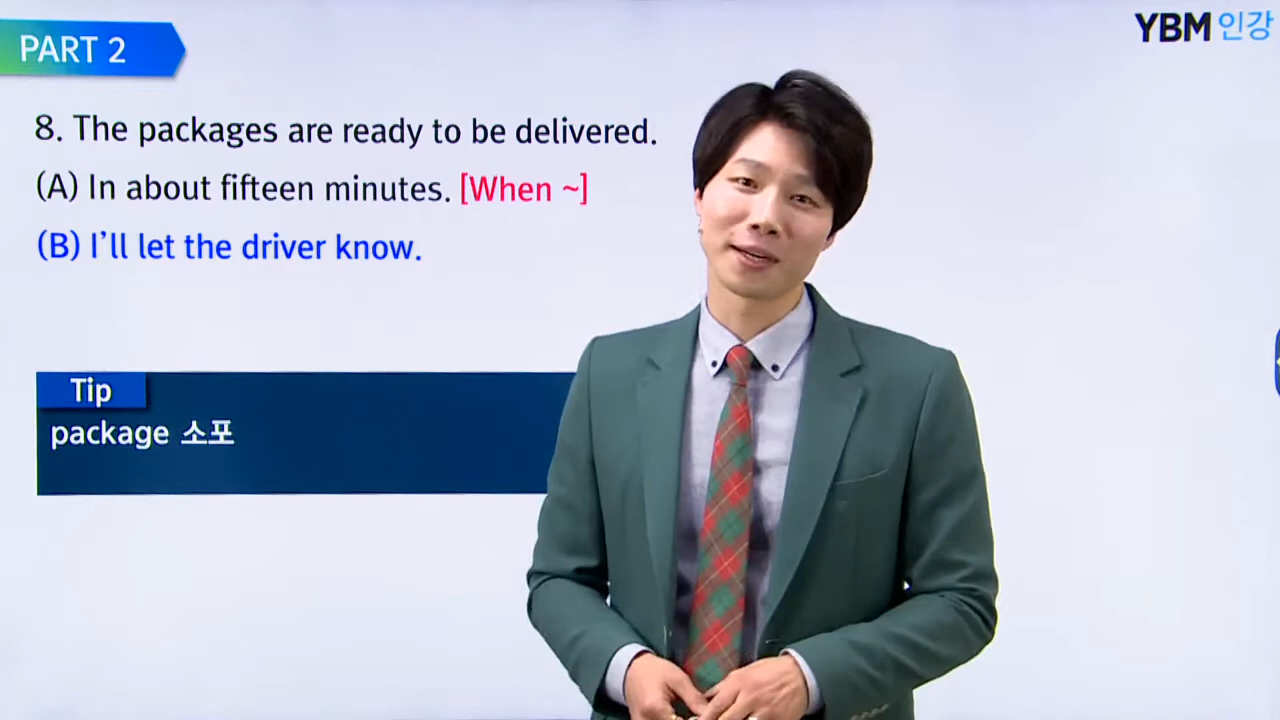 PART 2
YBM 인강
8. The packages are ready to be delivered.
(A) In about fifteen minutes. [When ~]
(B) I'll let the driver know.
Tip
package 소포